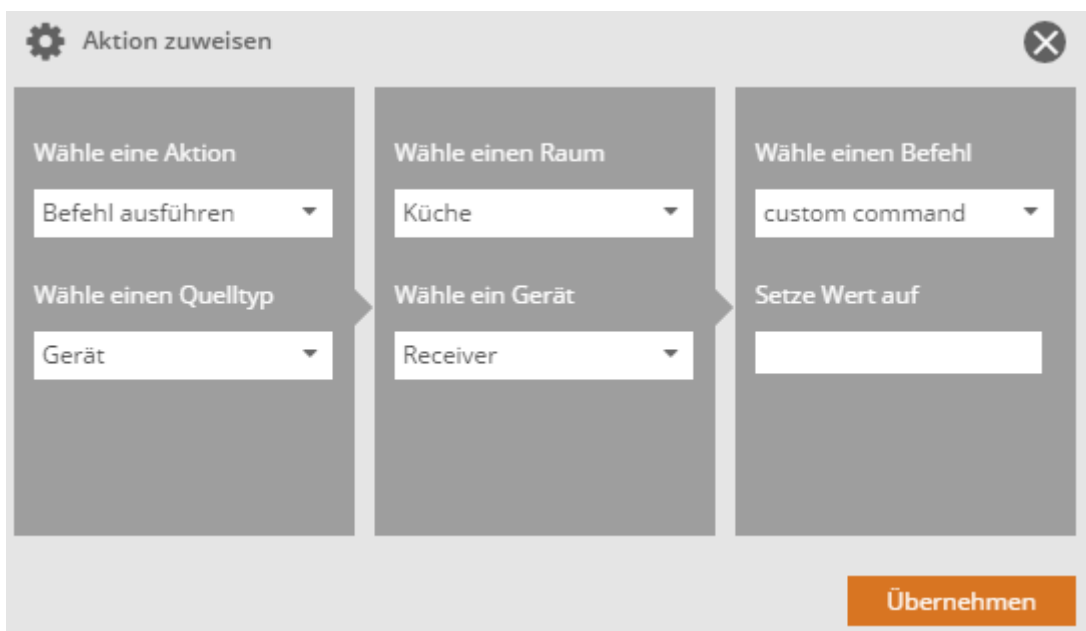 Aktion zuweisen
Wähle eine Aktion
Befehl ausführen
Wähle einen Quelltyp
Gerät
Wähle einen Raum
Küche
Wähle ein Gerät
Receiver
Wähle einen Befehl
custom command
Setze Wert auf
Übernehmen